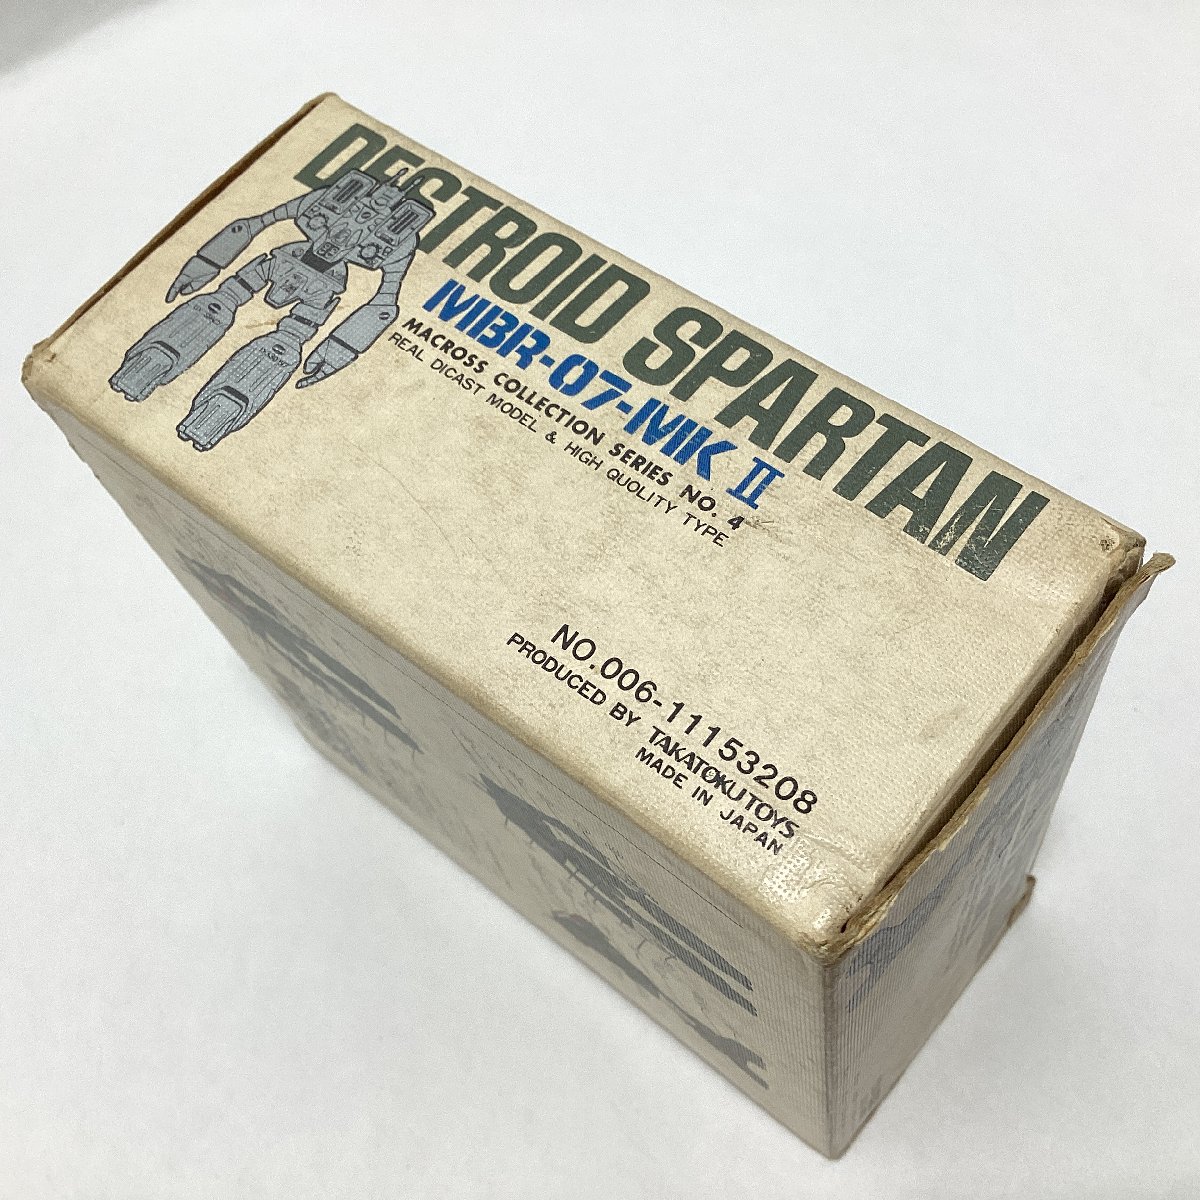 DESTROID SPARTAN
MBR-07-MK II
MACROSS COLLECTION SERIES NO. 4
REAL DICAST MODEL & HIGH QUOLITY TYPE
NO.006-11153208
PRODUCED BY TAKATOKUTOYS
MADE IN JAPAN